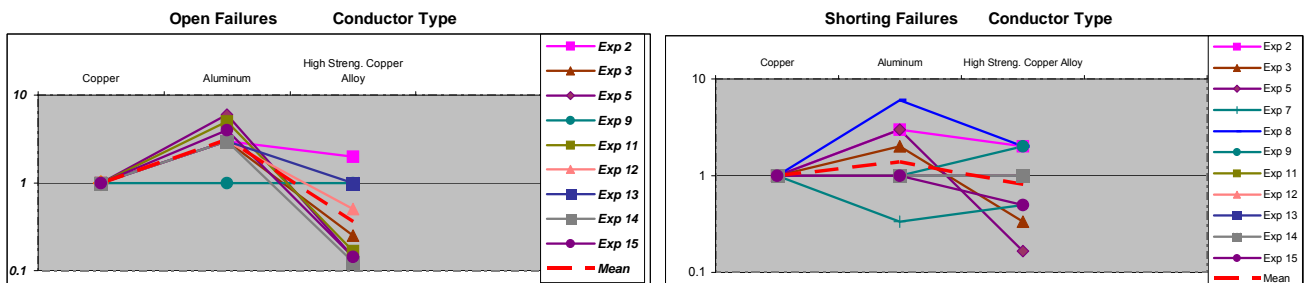 Open Failures Conductor Type
High Streng. Copper
Copper Aluminum Alloy
10
1
0.1
Exp 2
Exp 3
Exp 5
Exp 9
Exp 11
Exp 12
Exp 13
Exp 14
Exp 15
Mean
Shorting Failures Conductor Type
Copper Aluminum High Streng. Copper Alloy
10
1
0.1
Exp 2
Exp 3
Exp 5
Exp 7
Exp 8
Exp 9
Exp 11
Exp 12
Exp 13
Exp 14
Exp 15
Mean